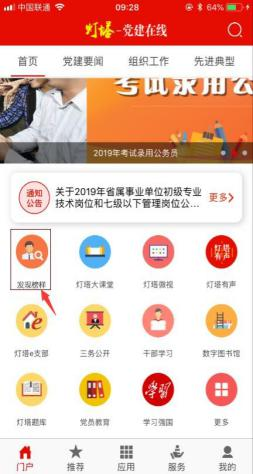 中国联通 09:28 64%
灯塔-党建在线
首页 党建要闻 组织工作 先进典型
考试录用公
2019年考试录用公务员
通知公告
关于2019年省属事业单位初级专业
技术岗位和七级以下管理岗位公...
更多>
发现榜样 灯塔大课堂 灯塔微视 灯塔有声
灯塔e支部 三务公开 干部学习 数字图书馆
学习
灯塔题库 党员教育 学习强国 更多
门户 推荐 应用 服务 我的